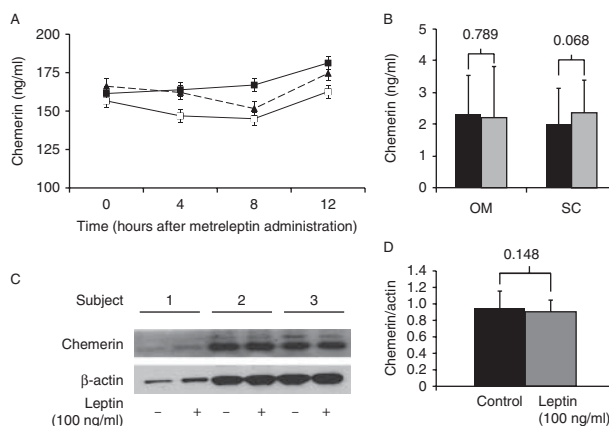 A
Chemerin (ng/ml)
200
175
150
125
100
0 4 8 12
Time (hours after metreleptin administration)
B
Chemerin (ng/ml)
6
5
4
3
2
1
0
0.789
0.068
OM SC
C
Subject 1 2 3
Chemerin
β-actin
Leptin
(100 ng/ml)
– + – + – +
D
Chemerin/actin
0.148
1.4
1.2
1.0
0.8
0.6
0.4
0.2
0
Control Leptin
(100 ng/ml)